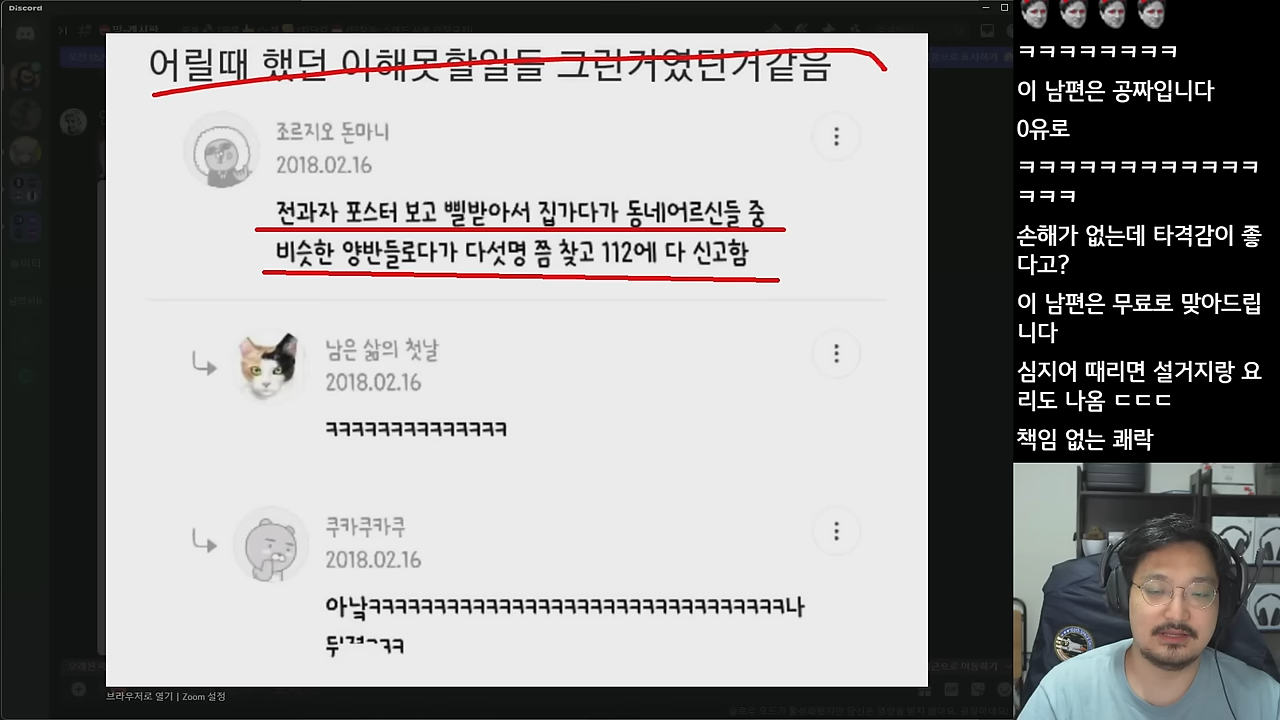 Discord
어릴때 했던 이해못할일들 그런거였던거같음
조르지오 돈마니
2018.02.16
전과자 포스터 보고 삘받아서 집가다가 동네어르신들 중
비슷한 양반들로다가 다섯명 쯤 찾고 112에 다 신고함
남은 삶의 첫날
2018.02.16
ㅋㅋㅋㅋㅋㅋㅋㅋㅋㅋㅋㅋㅋㅋ
쿠카쿠카쿠
2018.02.16
아낰ㅋㅋㅋㅋㅋㅋㅋㅋㅋㅋㅋㅋㅋㅋㅋㅋㅋㅋㅋㅋㅋㅋㅋㅋㅋㅋㅋㅋㅋㅋㅋㅋ나
브라우저로 열기 | Zoom 설정
ㅋㅋㅋㅋㅋㅋㅋㅋ
이 남편은 공짜입니다
0유로
ㅋㅋㅋㅋㅋㅋㅋㅋㅋㅋㅋㅋ
ㅋㅋㅋ
손해가 없는데 타격감이 좋
다고?
이 남편은 무료로 맞아드립
니다
심지어 때리면 설거지랑 요
리도 나옴 ㄷㄷㄷ
책임 없는 쾌락